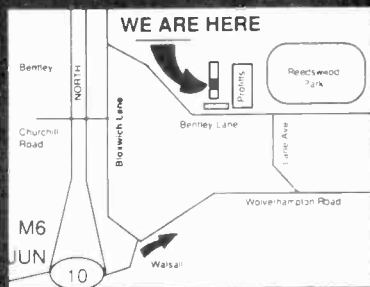 WE ARE HERE
Bentley
NORTH
Bloxwich Lane
Churchill
Road
Profitts
Reedswood
Park
Bentley Lane
Lane Ave
Wolverhampton Road
M6
JUN
10
Walsall